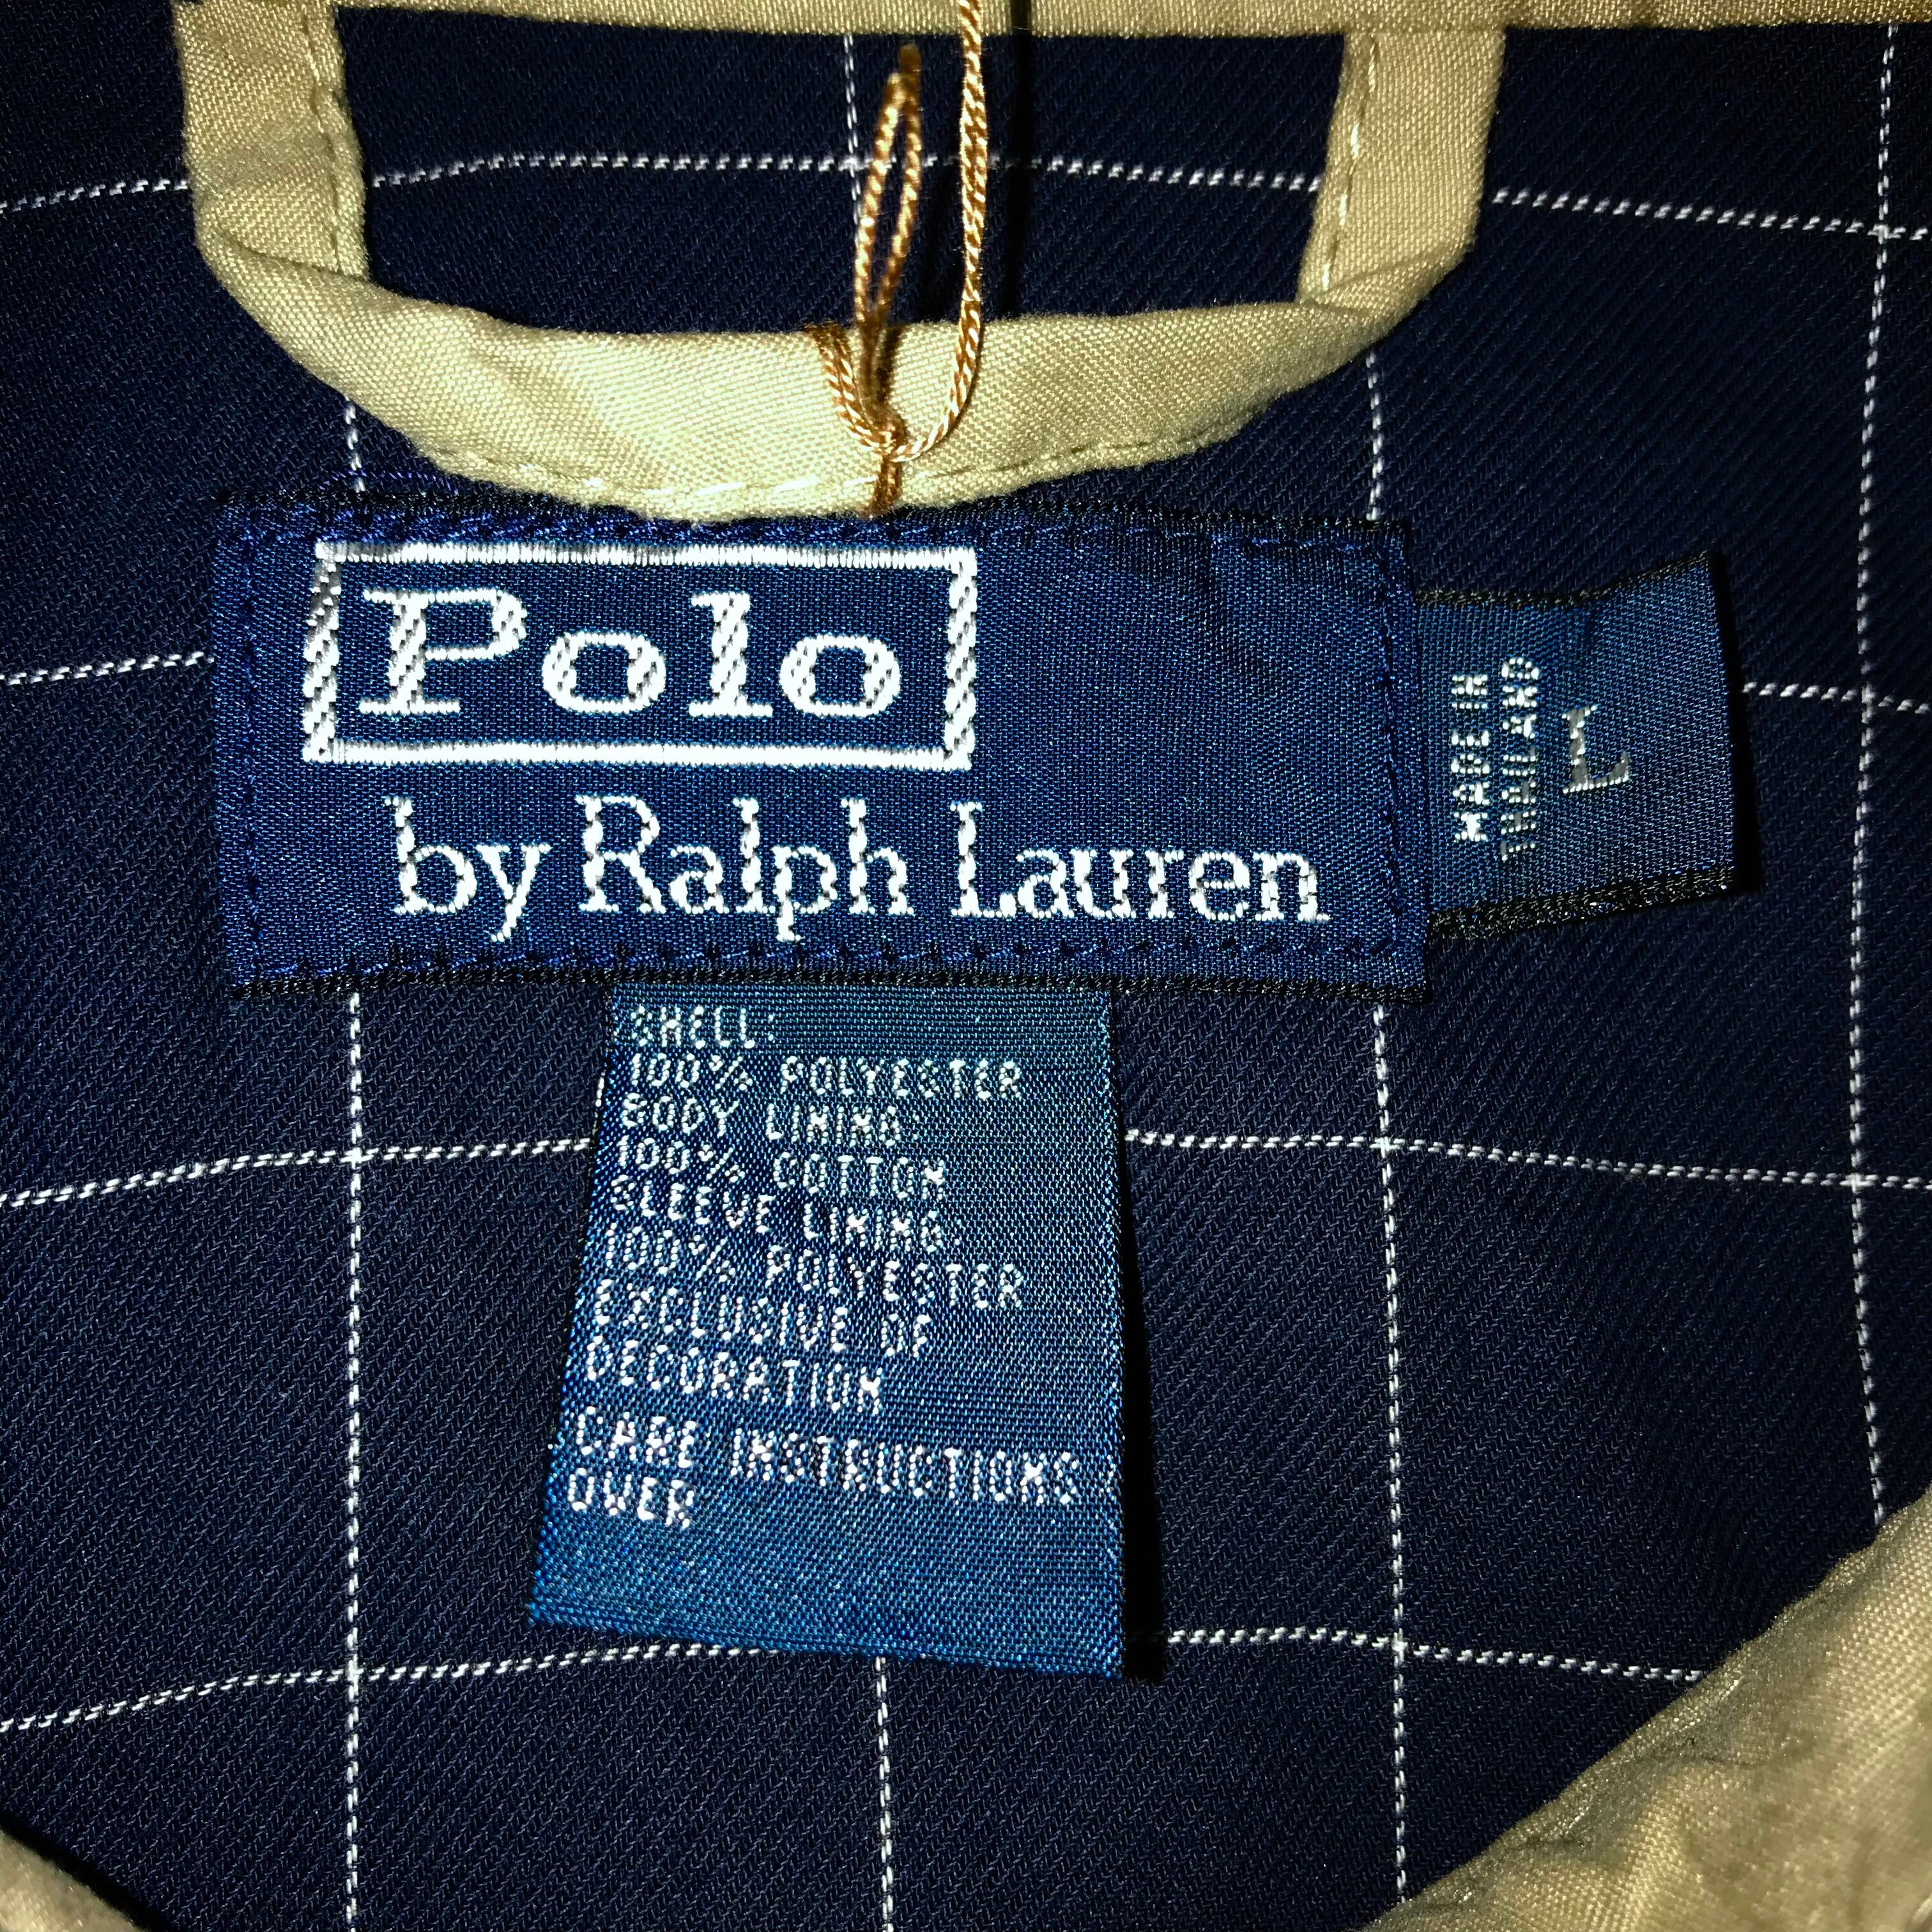 Polo
by Ralph Lauren
MADE IN
THAILAND
L
SHELL:
100% POLYESTER
BODY LINING:
100% COTTON
SLEEVE LINING
100% POLYESTER
EXCLUSIVE OF
DECORATION
CARE INSTRUCTIONS
OVER